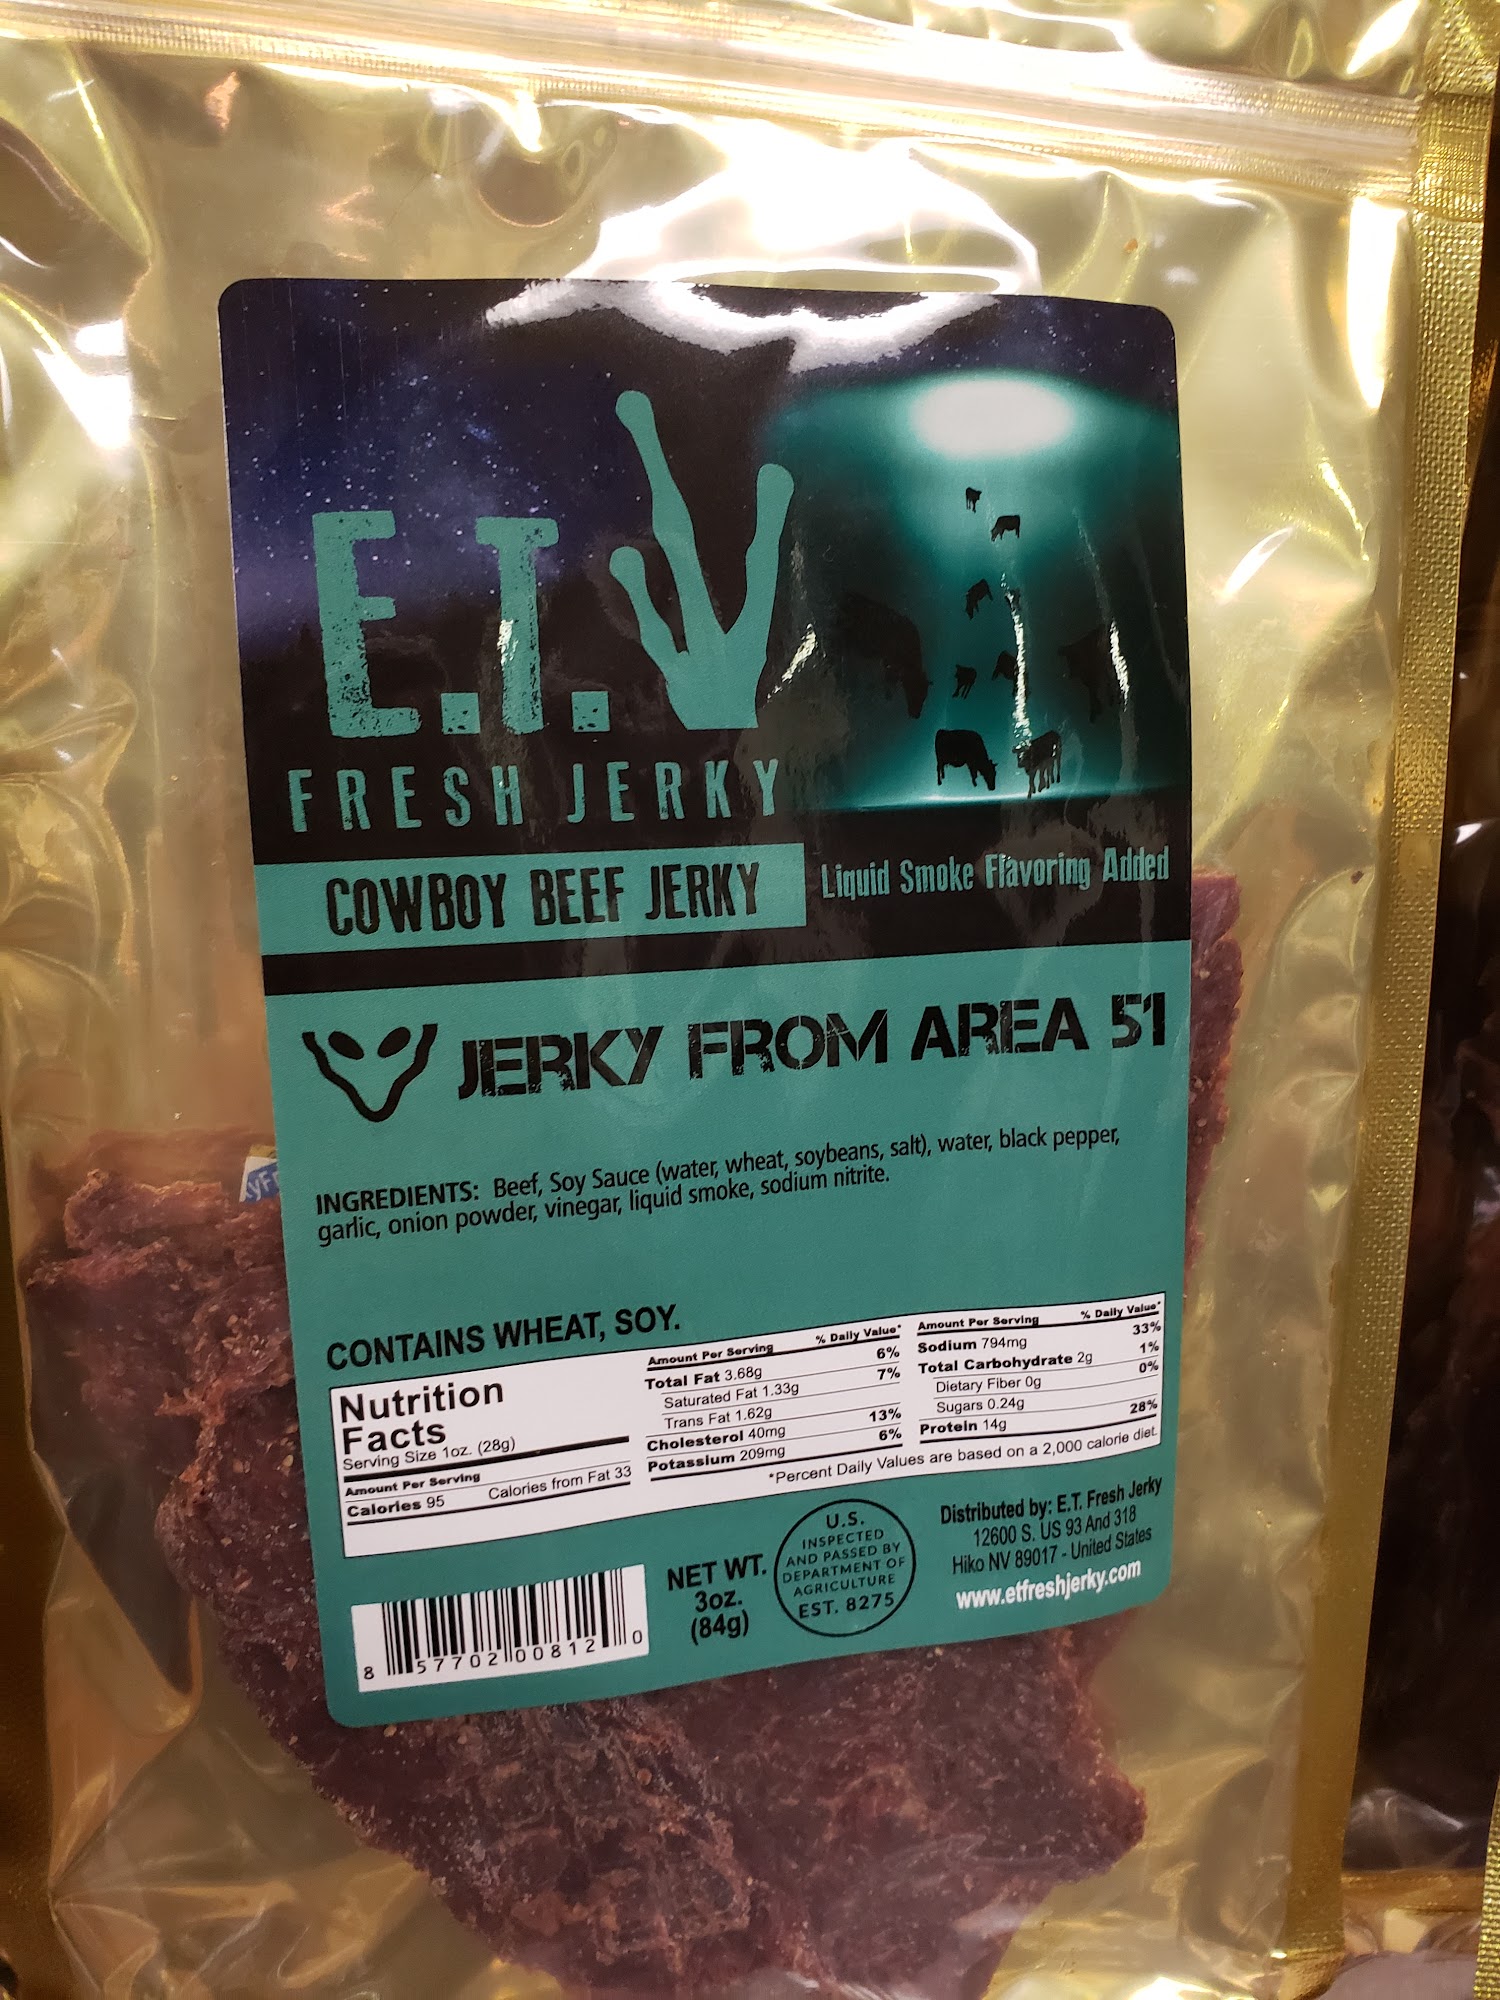 E.T.
FRESH JERKY
COWBOY BEEF JERKY
Liquid Smoke Flavoring Added
JERKY FROM AREA 51
INGREDIENTS: Beef, Soy Sauce (water, wheat, soybeans, salt), water, black pepper,
garlic, onion powder, vinegar, liquid smoke, sodium nitrite.
CONTAINS WHEAT, SOY.
Nutrition
Facts
Serving Size 1oz. (28g)
Amount Per Serving
Calories 95 Calories from Fat 33
Amount Per Serving % Daily Value*
Total Fat 3.68g 6%
Saturated Fat 1.33g 7%
Trans Fat 1.62g
Cholesterol 40mg 13%
Potassium 209mg 6%
Amount Per Serving % Daily Value*
Sodium 794mg 33%
Total Carbohydrate 2g 1%
Dietary Fiber 0g 0%
Sugars 0.24g
Protein 14g 28%
*Percent Daily Values are based on a 2,000 calorie diet.
8 57702 00812 0
NET WT.
3oz.
(84g)
U.S.
INSPECTED
AND PASSED BY
DEPARTMENT OF
AGRICULTURE
EST. 8275
Distributed by: E.T. Fresh Jerky
12600 S. US 93 And 318
Hiko NV 89017 - United States
www.etfreshjerky.com